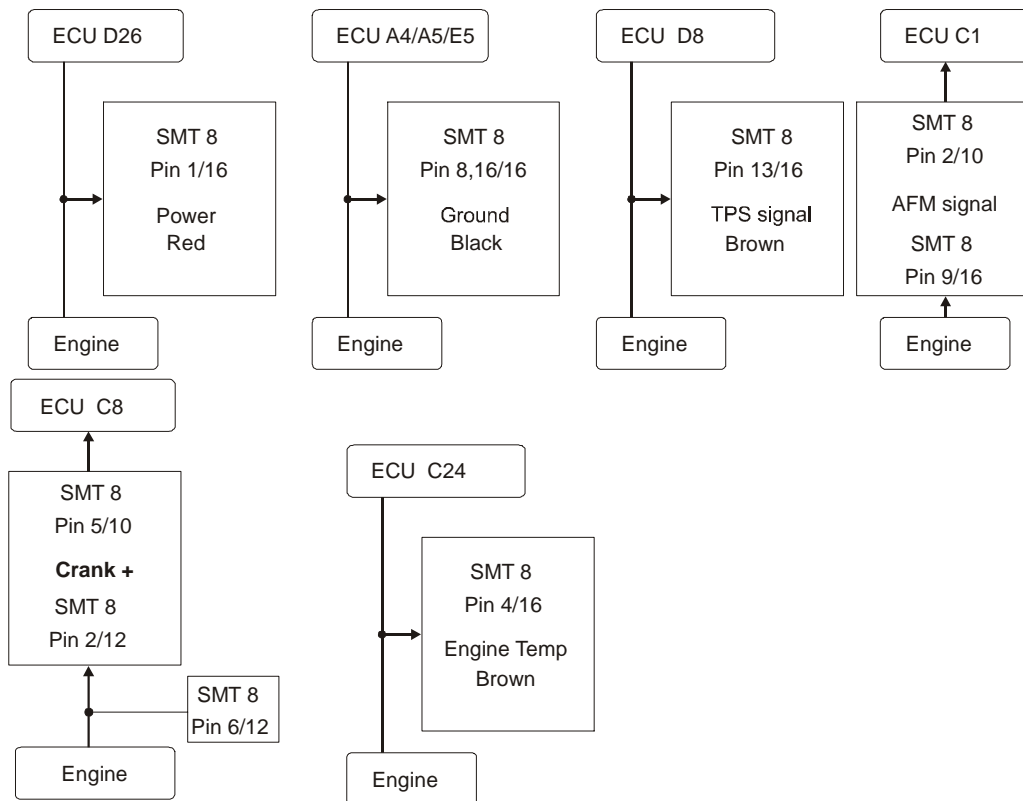 ECU D26
SMT 8
Pin 1/16
Power
Red
Engine
ECU A4/A5/E5
SMT 8
Pin 8,16/16
Ground
Black
Engine
ECU D8
SMT 8
Pin 13/16
TPS signal
Brown
Engine
ECU C1
SMT 8
Pin 2/10
AFM signal
SMT 8
Pin 9/16
Engine
ECU C8
SMT 8
Pin 5/10
Crank +
SMT 8
Pin 2/12
SMT 8
Pin 6/12
Engine
ECU C24
SMT 8
Pin 4/16
Engine Temp
Brown
Engine